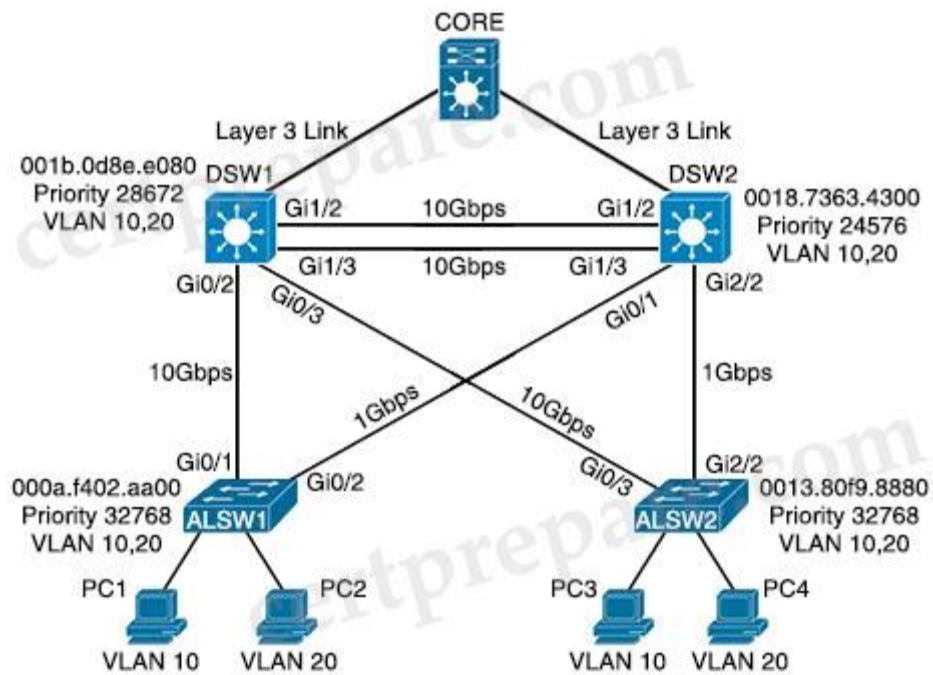 CORE
Layer 3 Link
Layer 3 Link
001b.0d8e.e080
Priority 28672
VLAN 10,20
DSW1
DSW2
0018.7363.4300
Priority 24576
VLAN 10,20
Gi1/2
10Gbps
Gi1/2
Gi1/3
10Gbps
Gi1/3
Gi0/2
Gi0/3
Gi0/1
Gi2/2
10Gbps
1Gbps
10Gbps
1Gbps
Gi0/1
Gi0/2
Gi0/3
Gi2/2
000a.f402.aa00
Priority 32768
VLAN 10,20
ALSW1
ALSW2
0013.80f9.8880
Priority 32768
VLAN 10,20
PC1
PC2
PC3
PC4
VLAN 10
VLAN 20
VLAN 10
VLAN 20
certprepare.com
certprepare.com